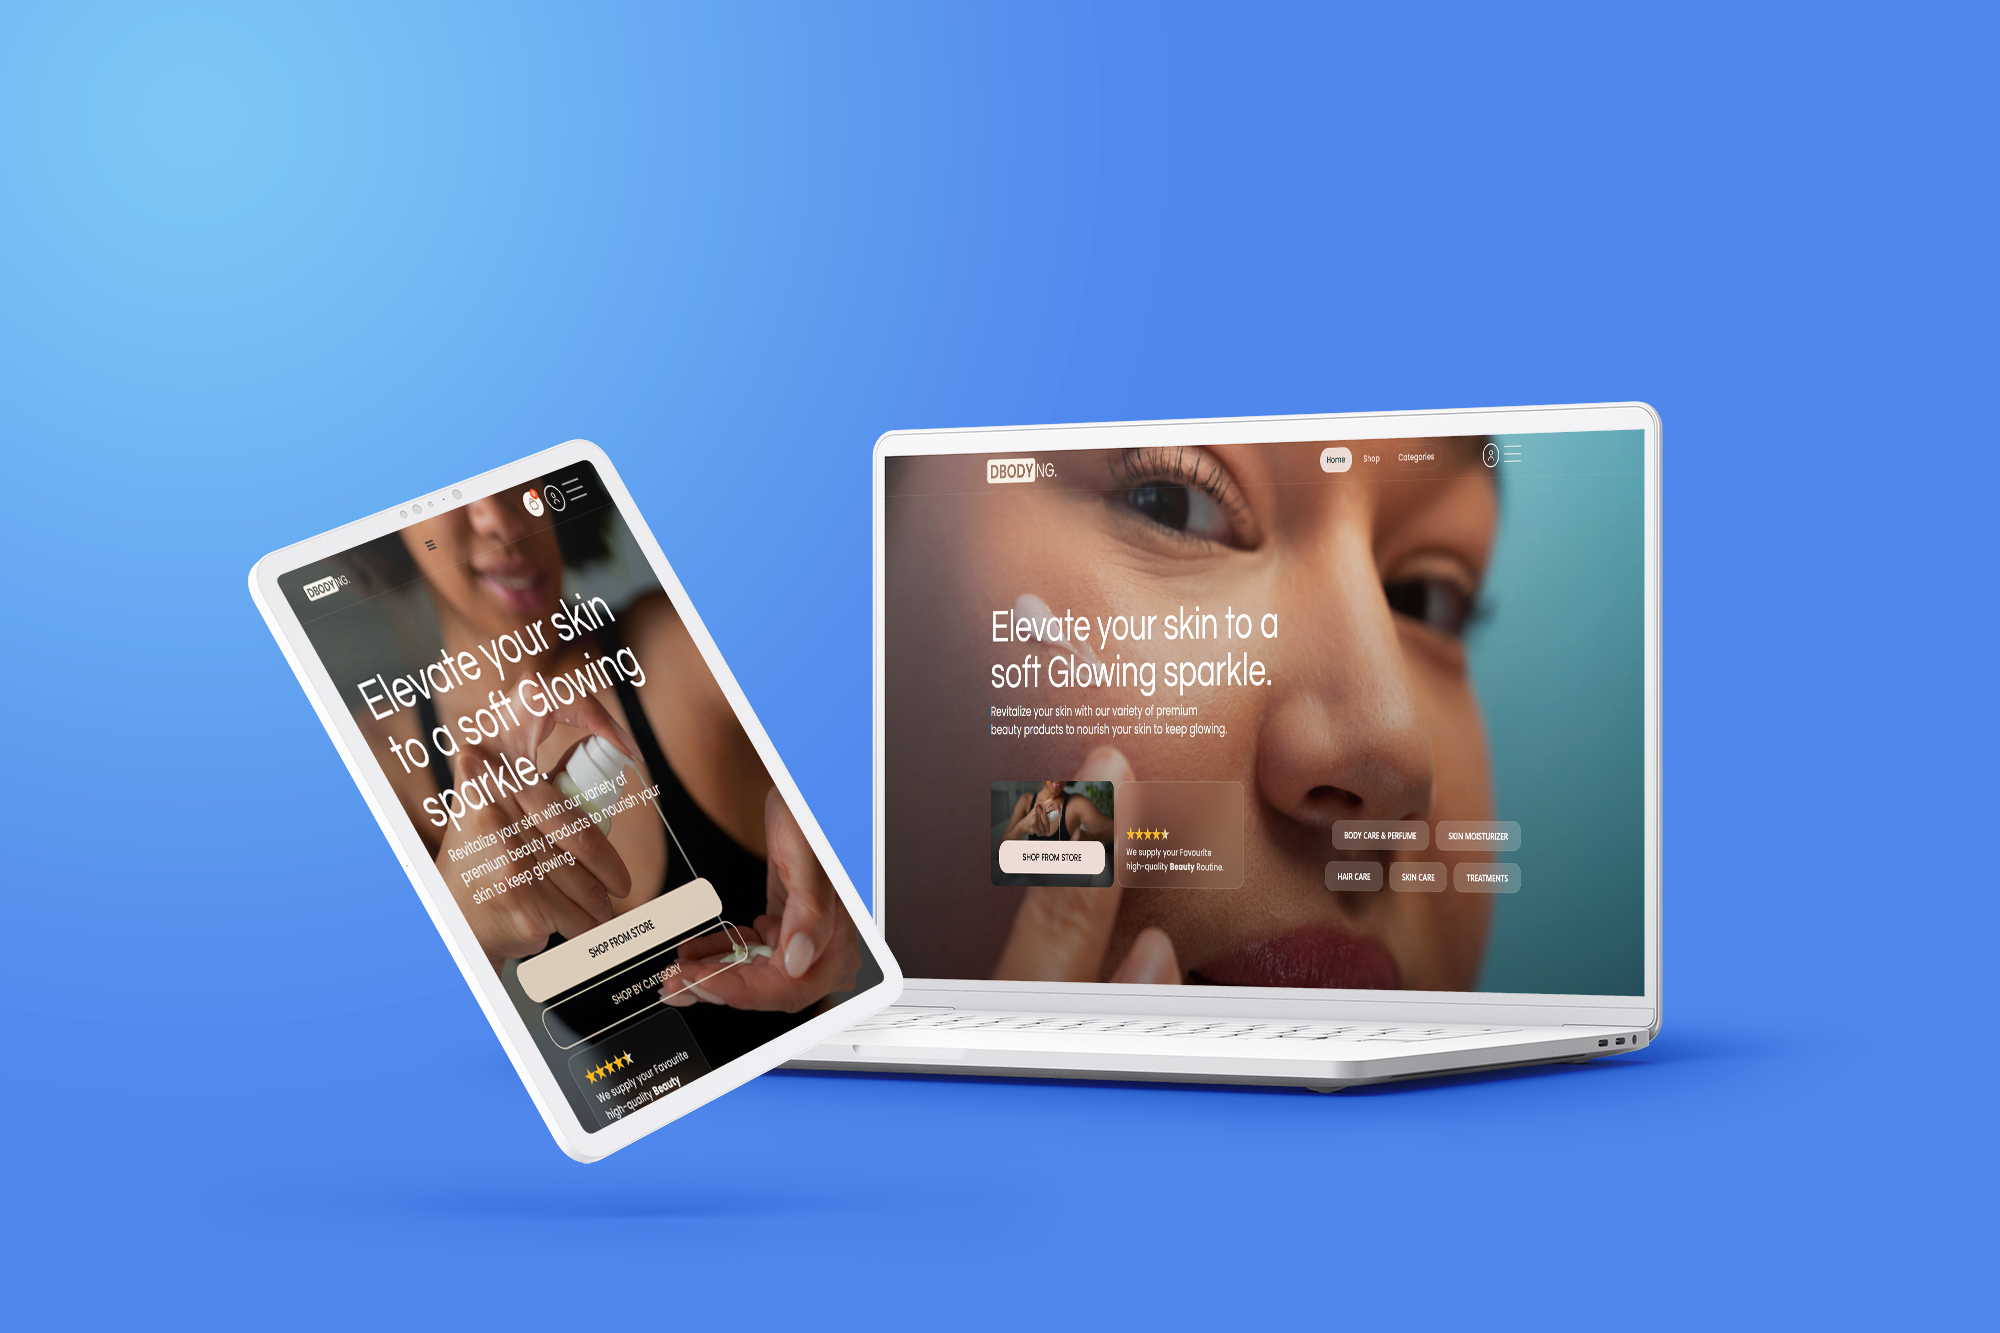 DBODY NG.
Elevate your skin
to a soft Glowing
sparkle.
Revitalize your skin with our variety of
premium beauty products to nourish your
skin to keep glowing.
SHOP FROM STORE
SHOP BY CATEGORY
We supply your Favourite
high-quality Beauty
DBODY NG.
Home
Shop
Categories
Elevate your skin to a
soft Glowing sparkle.
Revitalize your skin with our variety of premium
beauty products to nourish your skin to keep glowing.
SHOP FROM STORE
We supply your Favourite
high-quality Beauty Routine.
BODY CARE & PERFUME
SKIN MOISTURIZER
HAIR CARE
SKIN CARE
TREATMENTS